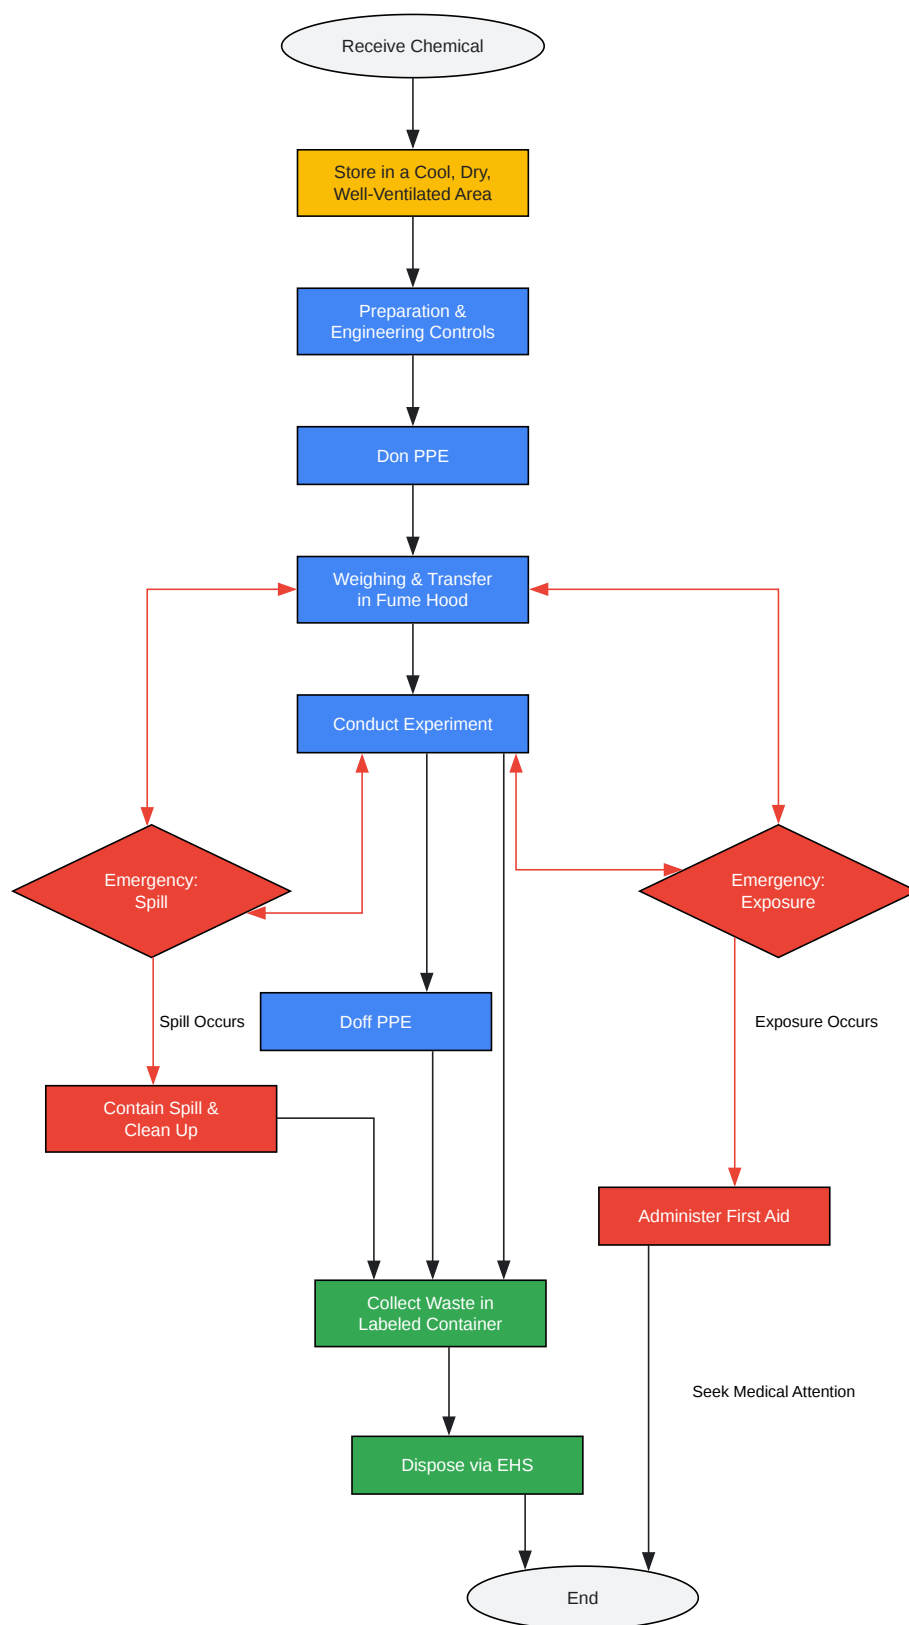 Receive Chemical
Store in a Cool, Dry,
Well-Ventilated Area
Preparation &
Engineering Controls
Don PPE
Weighing & Transfer
in Fume Hood
Conduct Experiment
Emergency:
Spill
Emergency:
Exposure
Spill Occurs
Doff PPE
Exposure Occurs
Contain Spill &
Clean Up
Administer First Aid
Collect Waste in
Labeled Container
Seek Medical Attention
Dispose via EHS
End